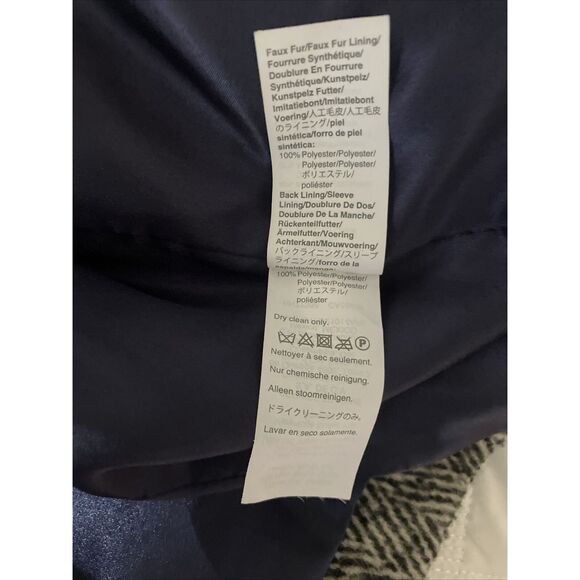 Faux Fur/Faux Fur Lining/
Fourrure Synthétique/
Doublure En Fourrure
Synthétique/Kunstpelz/
Kunstpelz Futter/
Imitatiebont/Imitatiebont
Voering/人工毛皮/人工毛皮
のライニング/piel
sintética/forro de piel
sintética:
100% Polyester/Polyester/
Polyester/Polyester/
ポリエステル/
poliéster
Back Lining/Sleeve
Lining/Doublure De Dos/
Doublure De La Manche/
Rückenteilfutter/
Ärmelfutter/Voering
Achterkant/Mouwvoering/
バックライニング/スリーブ
ライニング/forro de la
espalda/manga:
100% Polyester/Polyester/
Polyester/Polyester/
ポリエステル/
poliéster
Dry clean only.
P
Nettoyer à sec seulement.
Nur chemische reinigung.
Alleen stoomreinigen.
ドライクリーニングのみ。
Lavar en seco solamente.